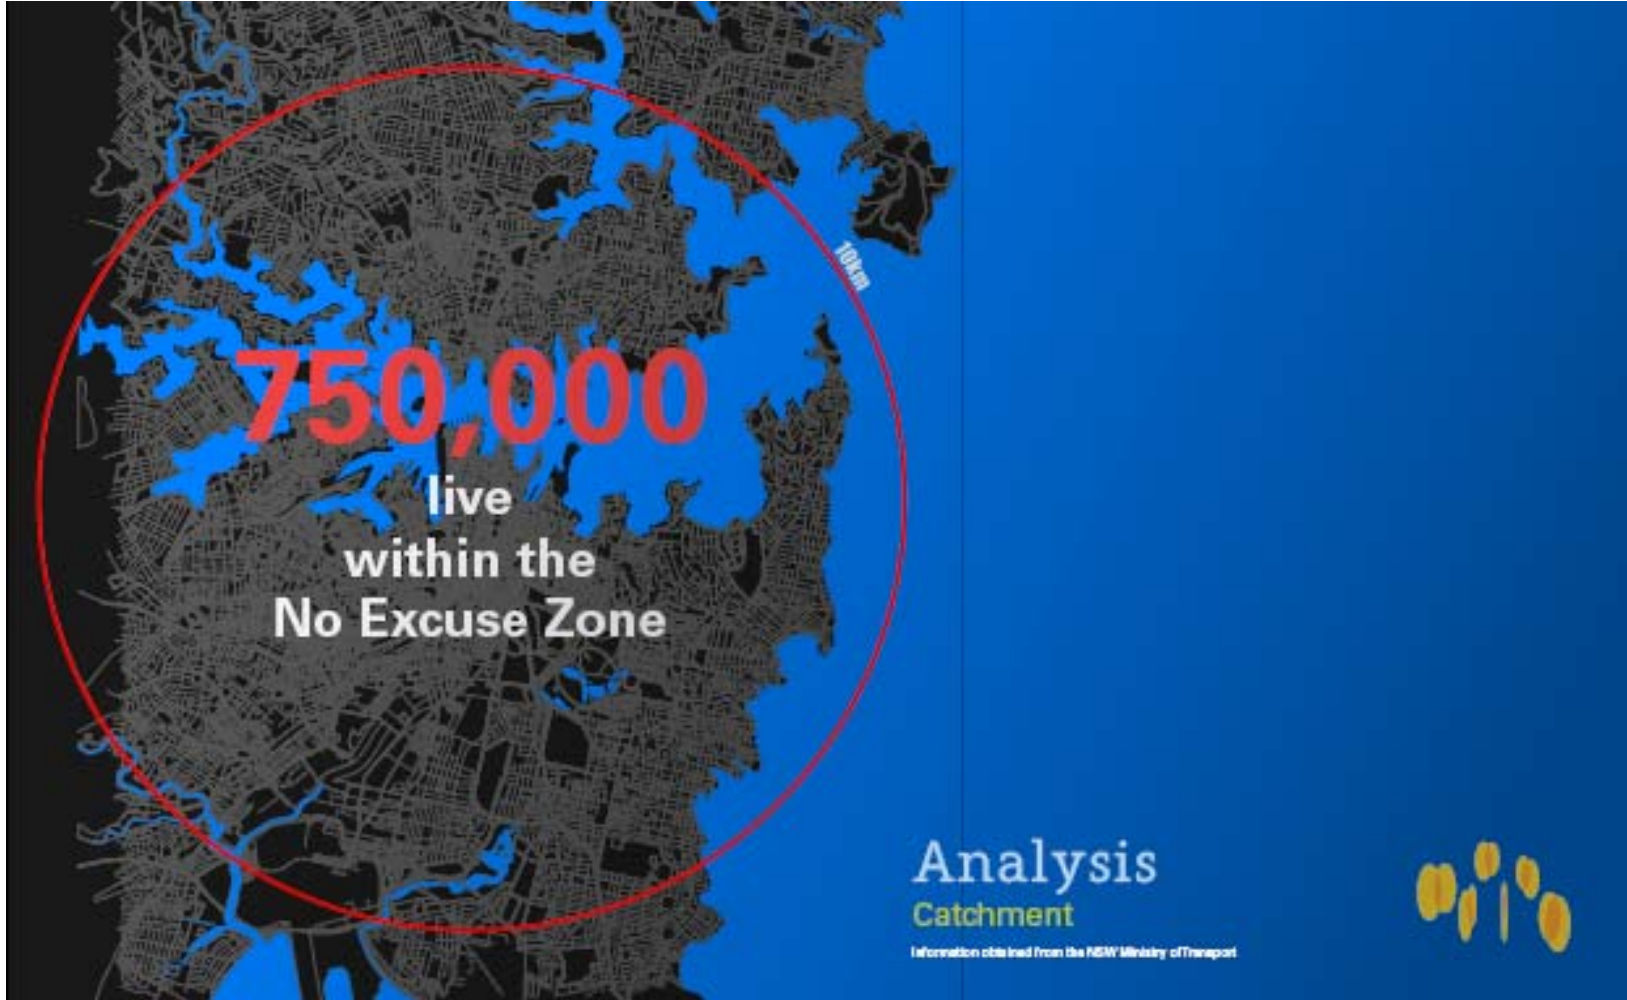 10km
750,000
live
within the
No Excuse Zone
Analysis
Catchment
Information obtained from the NSW Ministry of Transport